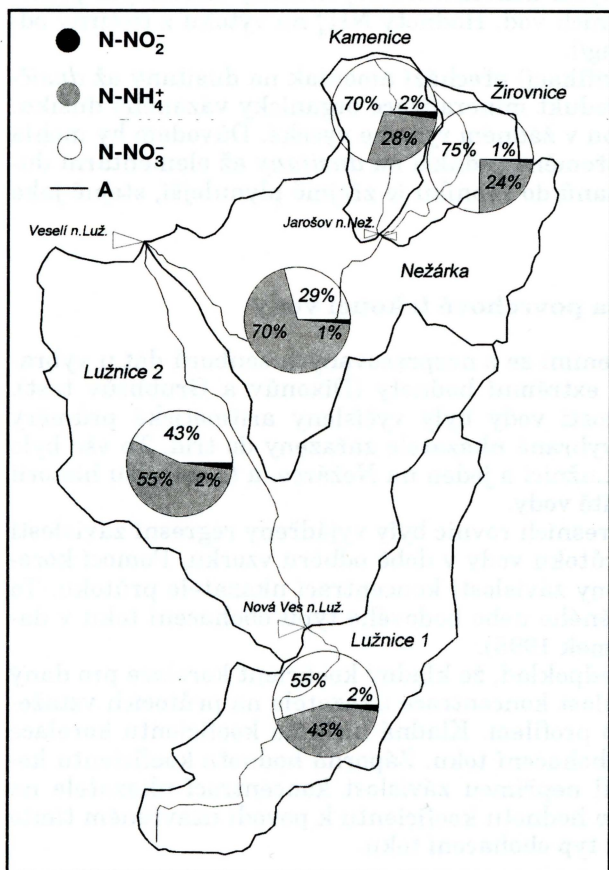 N-NO₂⁻
N-NH₄⁺
N-NO₃⁻
A
Kamenice
70% 2%
28%
Žirovnice
75% 1%
24%
Veselí n.Luž.
Jarošov n.Než.
Nežárka
29%
70% 1%
Lužnice 2
43%
55% 2%
Nová Ves n.Luž.
Lužnice 1
55% 2%
43%